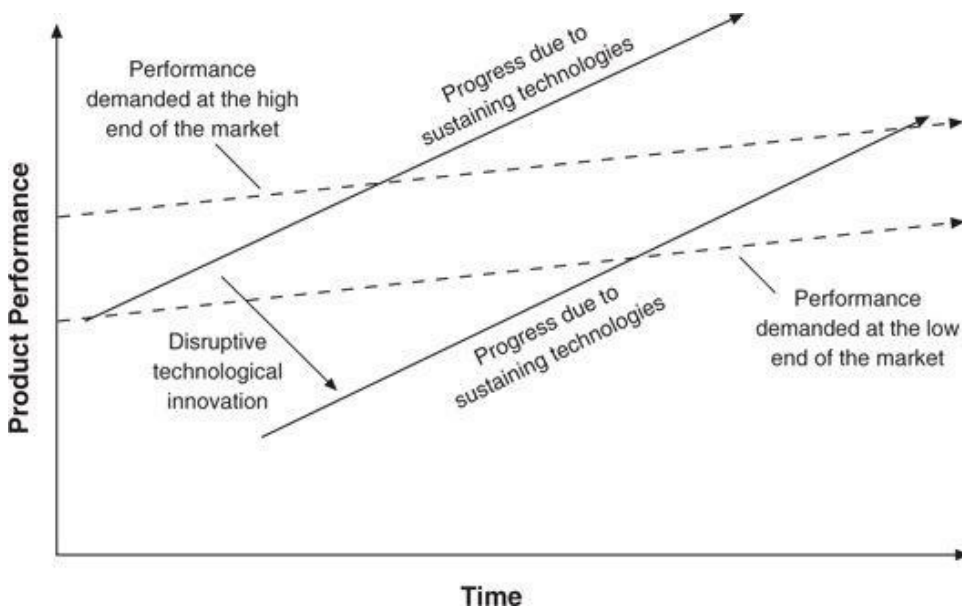 Performance
demanded at the high
end of the market
Progress due to
sustaining technologies
Product Performance
Disruptive
technological
innovation
Progress due to
sustaining technologies
Performance
demanded at the low
end of the market
Time